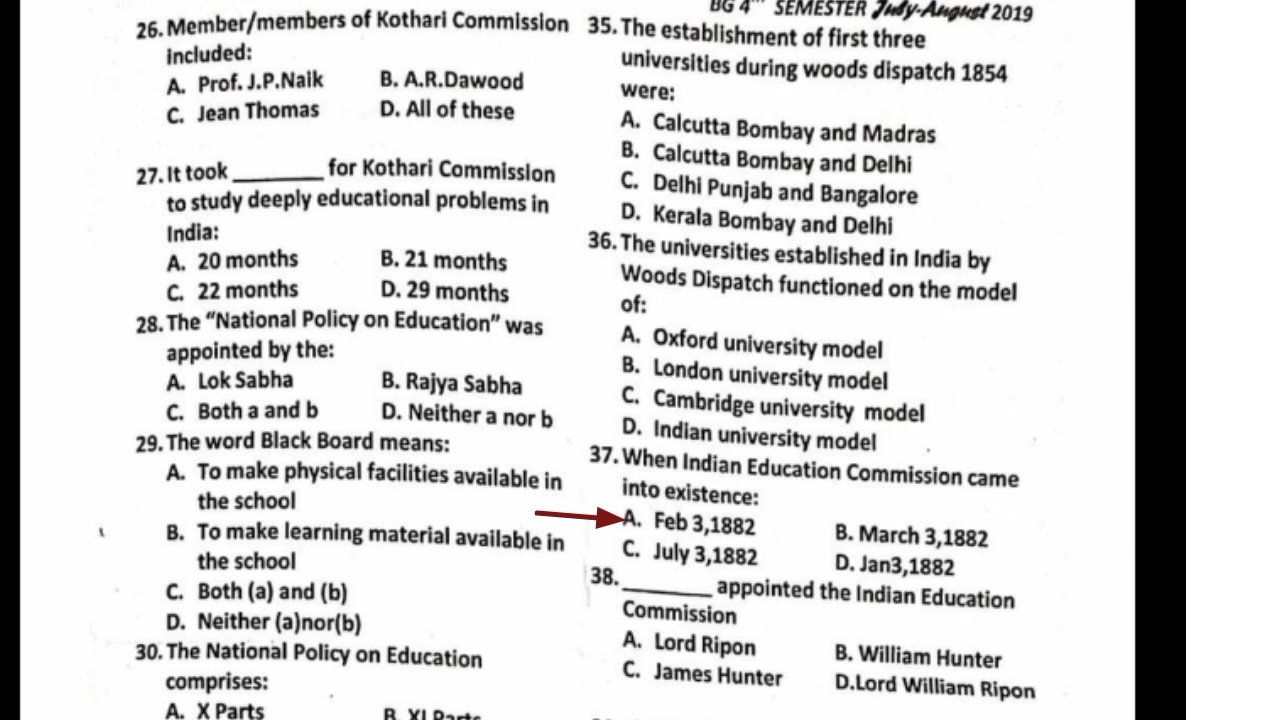 BG 4th SEMESTER July-August 2019
26. Member/members of Kothari Commission
included:
A. Prof. J.P.Naik B. A.R.Dawood
C. Jean Thomas D. All of these
27. It took ________ for Kothari Commission
to study deeply educational problems in
India:
A. 20 months B. 21 months
C. 22 months D. 29 months
28. The “National Policy on Education” was
appointed by the:
A. Lok Sabha B. Rajya Sabha
C. Both a and b D. Neither a nor b
29. The word Black Board means:
A. To make physical facilities available in
the school
B. To make learning material available in
the school
C. Both (a) and (b)
D. Neither (a)nor(b)
30. The National Policy on Education
comprises:
A. X Parts B. XI Parts
35. The establishment of first three
universities during woods dispatch 1854
were:
A. Calcutta Bombay and Madras
B. Calcutta Bombay and Delhi
C. Delhi Punjab and Bangalore
D. Kerala Bombay and Delhi
36. The universities established in India by
Woods Dispatch functioned on the model
of:
A. Oxford university model
B. London university model
C. Cambridge university model
D. Indian university model
37. When Indian Education Commission came
into existence:
A. Feb 3,1882 B. March 3,1882
C. July 3,1882 D. Jan3,1882
38. ________ appointed the Indian Education
Commission
A. Lord Ripon B. William Hunter
C. James Hunter D.Lord William Ripon